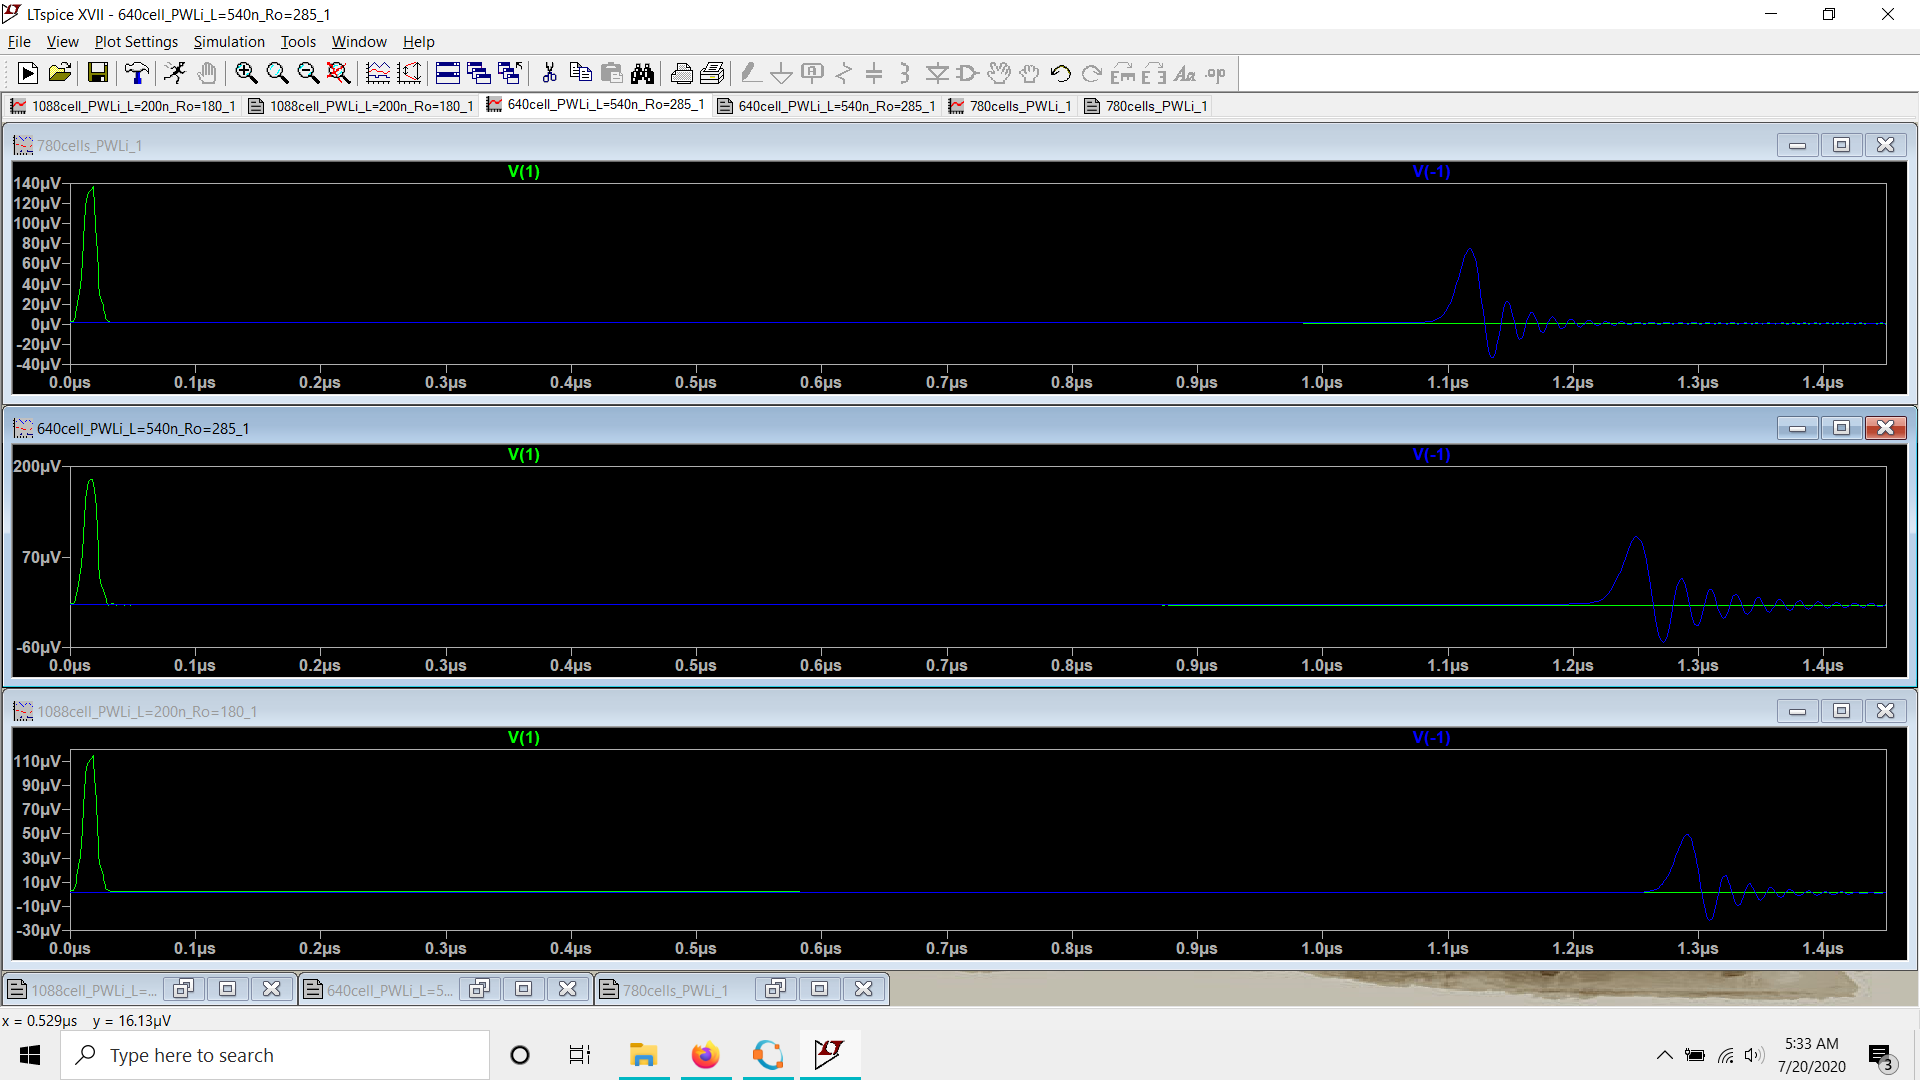 LTspice XVII - 640cell_PWLi_L=540n_Ro=285_1
File View Plot Settings Simulation Tools Window Help
1088cell_PWLi_L=200n_Ro=180_1 1088cell_PWLi_L=200n_Ro=180_1 640cell_PWLi_L=540n_Ro=285_1 640cell_PWLi_L=540n_Ro=285_1 780cells_PWLi_1 780cells_PWLi_1
780cells_PWLi_1
V(1) V(-1)
140µV
120µV
100µV
80µV
60µV
40µV
20µV
0µV
-20µV
-40µV
0.0µs 0.1µs 0.2µs 0.3µs 0.4µs 0.5µs 0.6µs 0.7µs 0.8µs 0.9µs 1.0µs 1.1µs 1.2µs 1.3µs 1.4µs
640cell_PWLi_L=540n_Ro=285_1
V(1) V(-1)
200µV
70µV
-60µV
0.0µs 0.1µs 0.2µs 0.3µs 0.4µs 0.5µs 0.6µs 0.7µs 0.8µs 0.9µs 1.0µs 1.1µs 1.2µs 1.3µs 1.4µs
1088cell_PWLi_L=200n_Ro=180_1
V(1) V(-1)
110µV
90µV
70µV
50µV
30µV
10µV
-10µV
-30µV
0.0µs 0.1µs 0.2µs 0.3µs 0.4µs 0.5µs 0.6µs 0.7µs 0.8µs 0.9µs 1.0µs 1.1µs 1.2µs 1.3µs 1.4µs
1088cell_PWLi_L=... 640cell_PWLi_L=5... 780cells_PWLi_1
x = 0.529µs y = 16.13µV
Type here to search
5:33 AM
7/20/2020
3